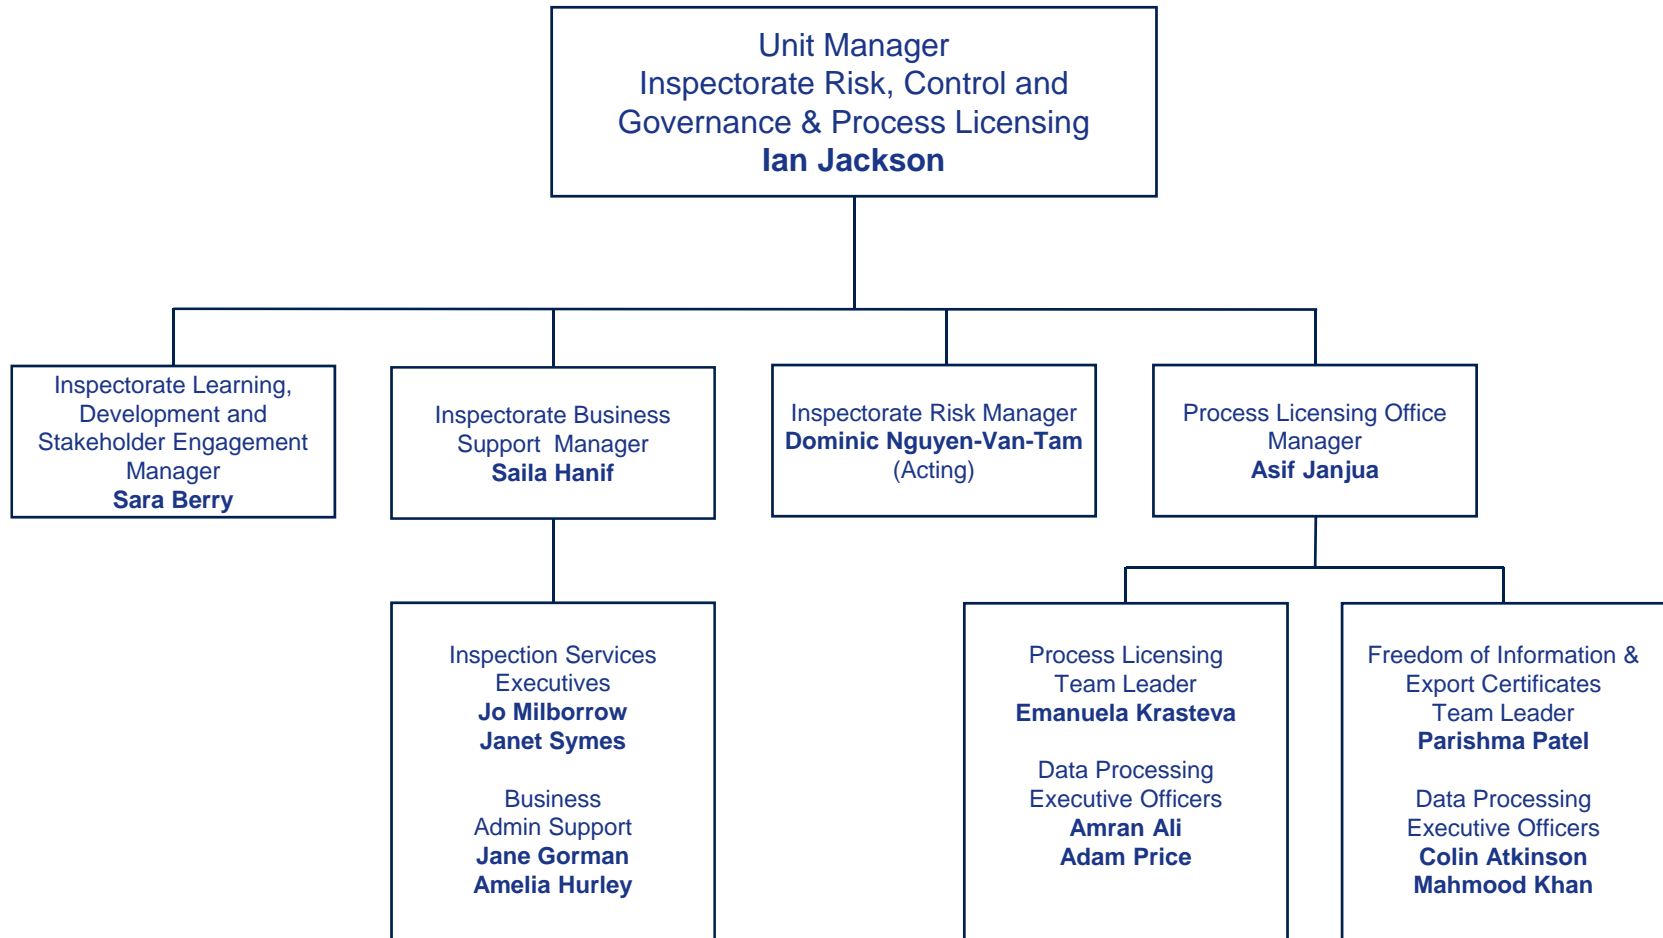 Unit Manager
Inspectorate Risk, Control and
Governance & Process Licensing
Ian Jackson
Inspectorate Learning,
Development and
Stakeholder Engagement
Manager
Sara Berry
Inspectorate Business
Support  Manager
Saila Hanif
Inspectorate Risk Manager
Dominic Nguyen-Van-Tam
(Acting)
Process Licensing Office
Manager
Asif Janjua
Inspection Services
Executives
Jo Milborrow
Janet Symes
Business
Admin Support
Jane Gorman
Amelia Hurley
Process Licensing
Team Leader
Emanuela Krasteva
Data Processing
Executive Officers
Amran Ali
Adam Price
Freedom of Information &
Export Certificates
Team Leader
Parishma Patel
Data Processing
Executive Officers
Colin Atkinson
Mahmood Khan